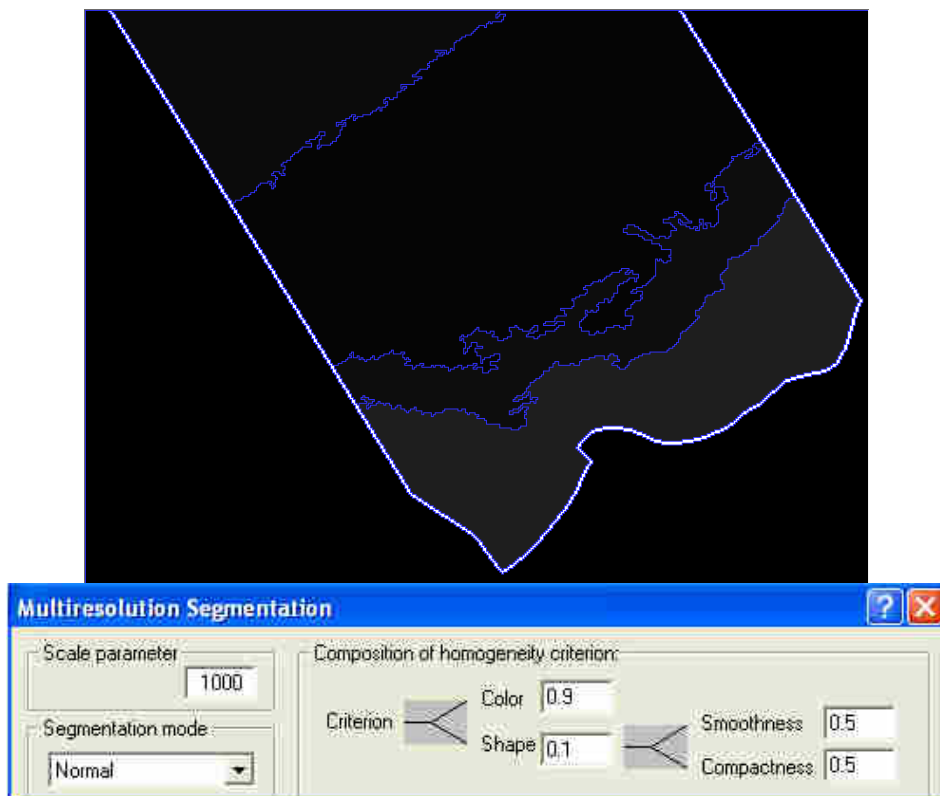 Multiresolution Segmentation
Scale parameter
1000
Segmentation mode
Normal
Composition of homogeneity criterion:
Criterion
Color 0.9
Shape 0.1
Smoothness 0.5
Compactness 0.5